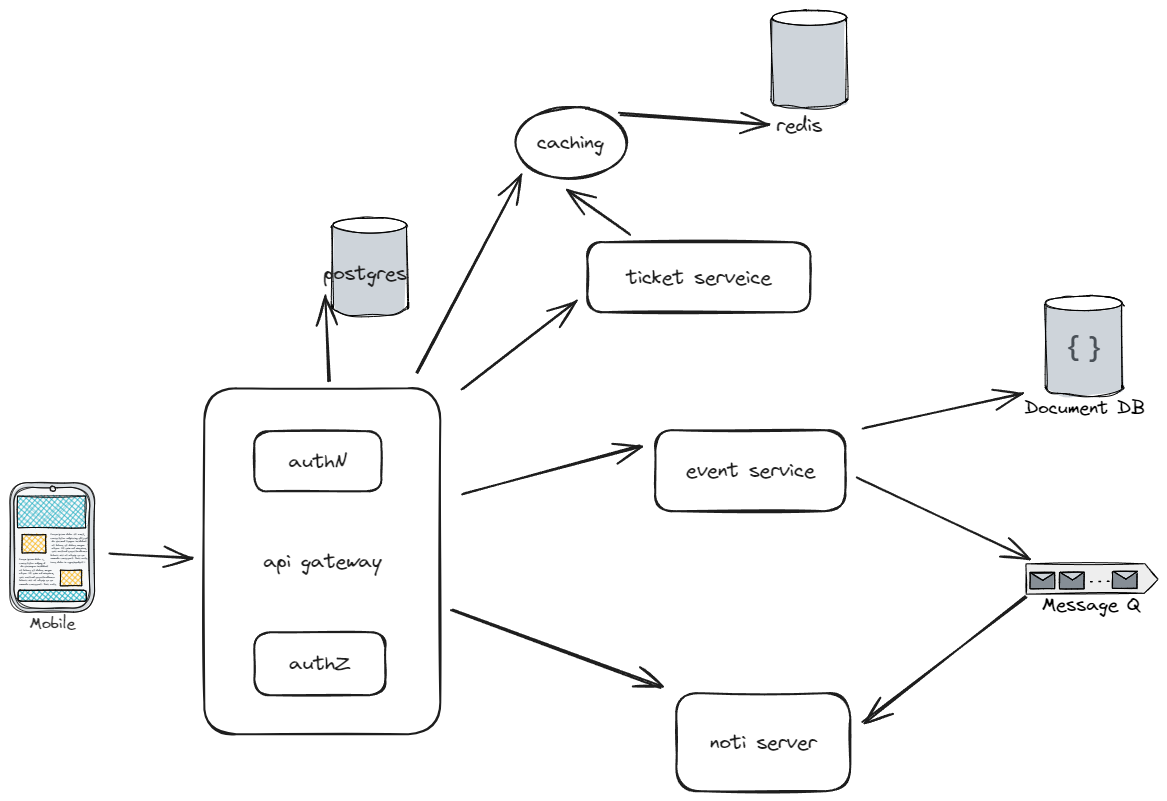 redis
caching
postgres
ticket serveice
{ }
Document DB
authN
event service
api gateway
Mobile
Message Q
authZ
noti server